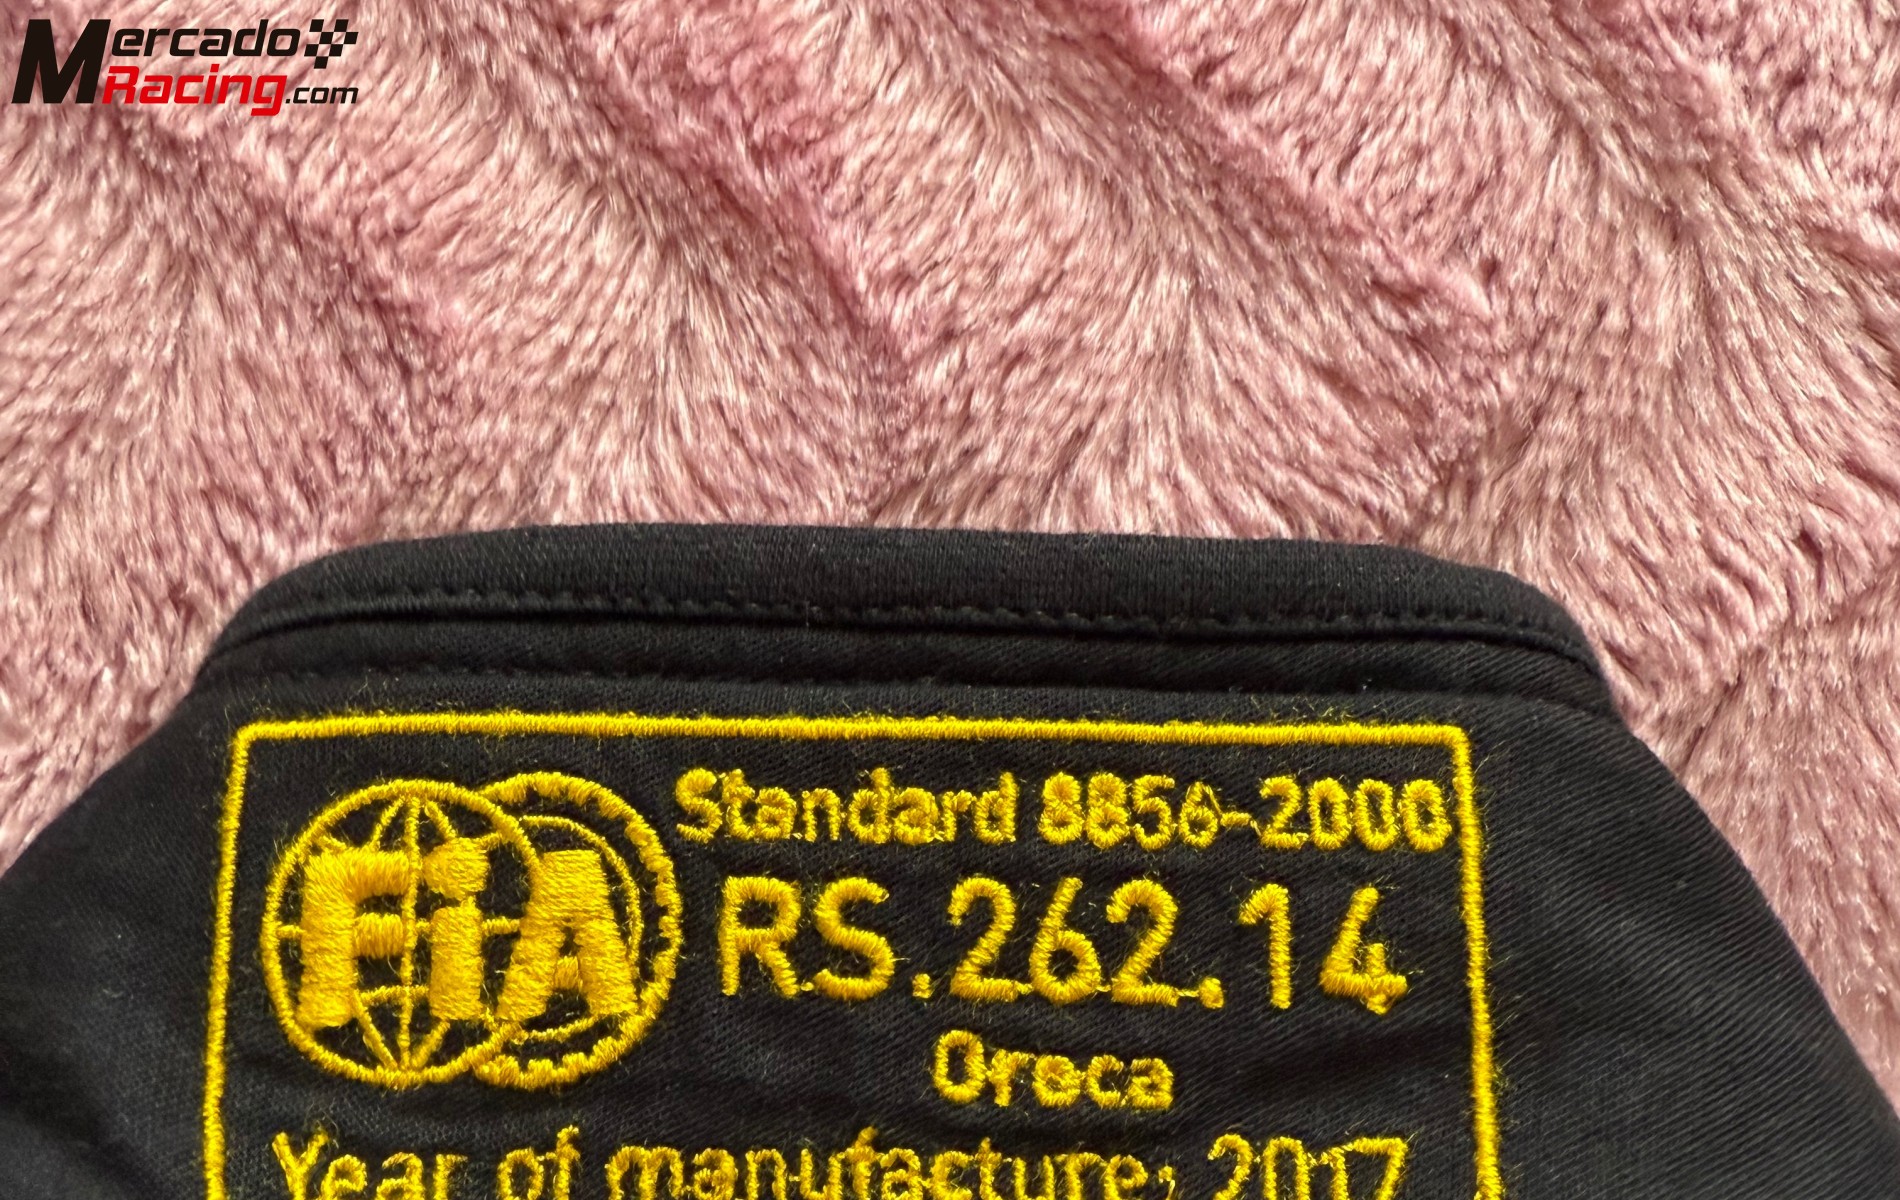 Mercado
Racing.com
FiA
Standard 8856-2000
RS.262.14
Oreca
Year of manufacture: 2017